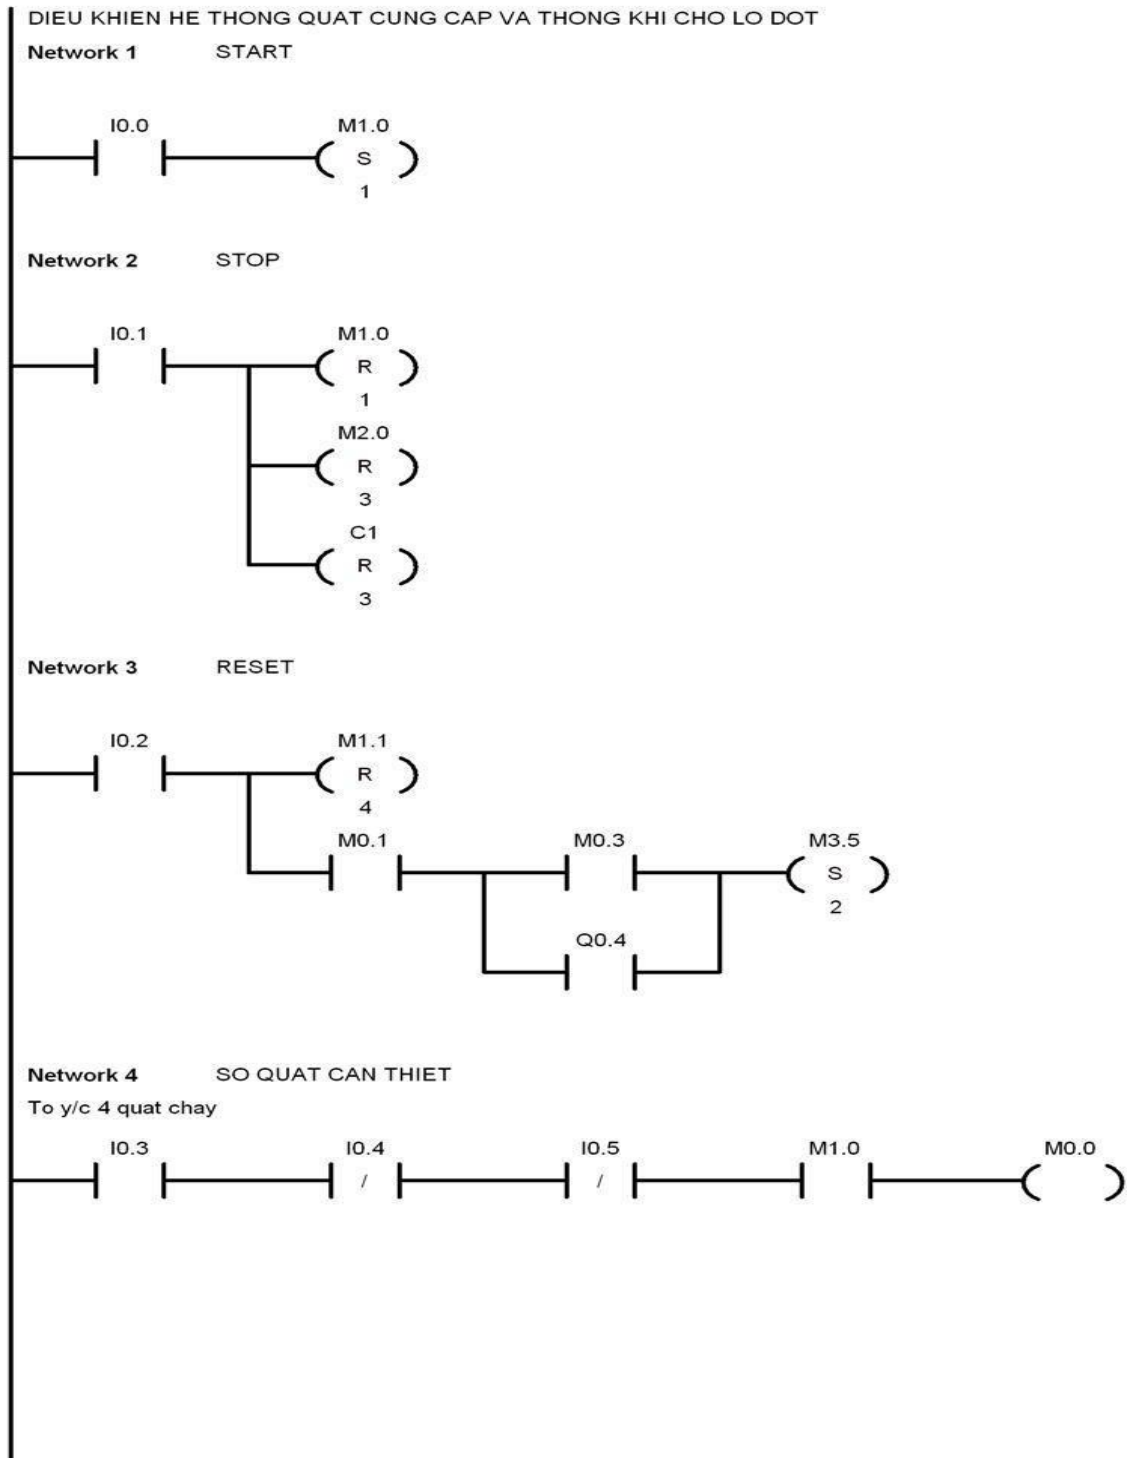 DIEU KHIEN HE THONG QUAT CUNG CAP VA THONG KHI CHO LO DOT
Network 1 START
I0.0 M1.0
S
1
Network 2 STOP
I0.1 M1.0
R
1
M2.0
R
3
C1
R
3
Network 3 RESET
I0.2 M1.1
R
4
M0.1 M0.3 M3.5
S
2
Q0.4
Network 4 SO QUAT CAN THIET
To y/c 4 quat chay
I0.3 I0.4 I0.5 M1.0 M0.0
/ /